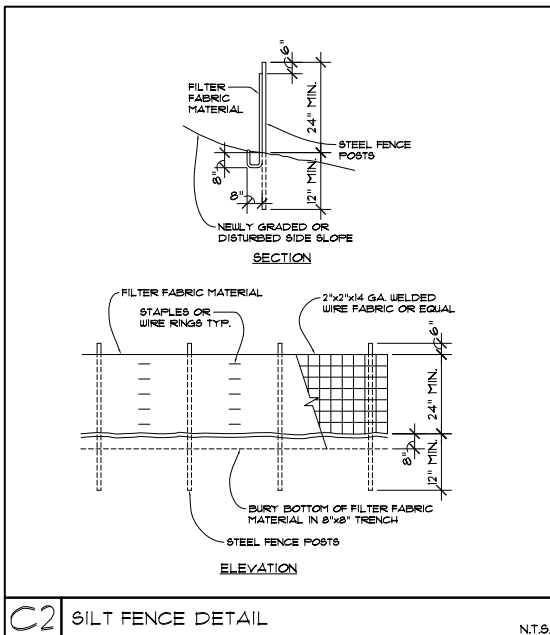 6"
FILTER
FABRIC
MATERIAL
24" MIN.
STEEL FENCE
POSTS
8"
8"
12" MIN.
NEWLY GRADED OR
DISTURBED SIDE SLOPE
SECTION
FILTER FABRIC MATERIAL
STAPLES OR
WIRE RINGS TYP.
2"x2"x14 GA. WELDED
WIRE FABRIC OR EQUAL
6"
24" MIN.
8"
12" MIN.
BURY BOTTOM OF FILTER FABRIC
MATERIAL IN 8"x8" TRENCH
STEEL FENCE POSTS
ELEVATION
C2 SILT FENCE DETAIL
N.T.S.